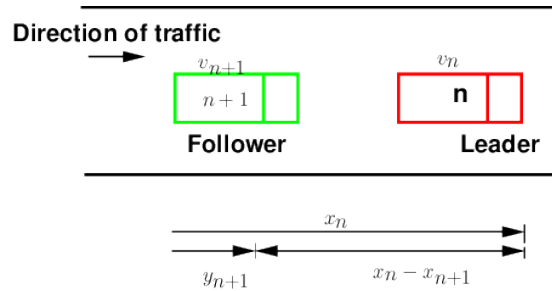 Direction of traffic
v_{n+1} v_n
n + 1 n
Follower Leader
x_n
y_{n+1} x_n − x_{n+1}